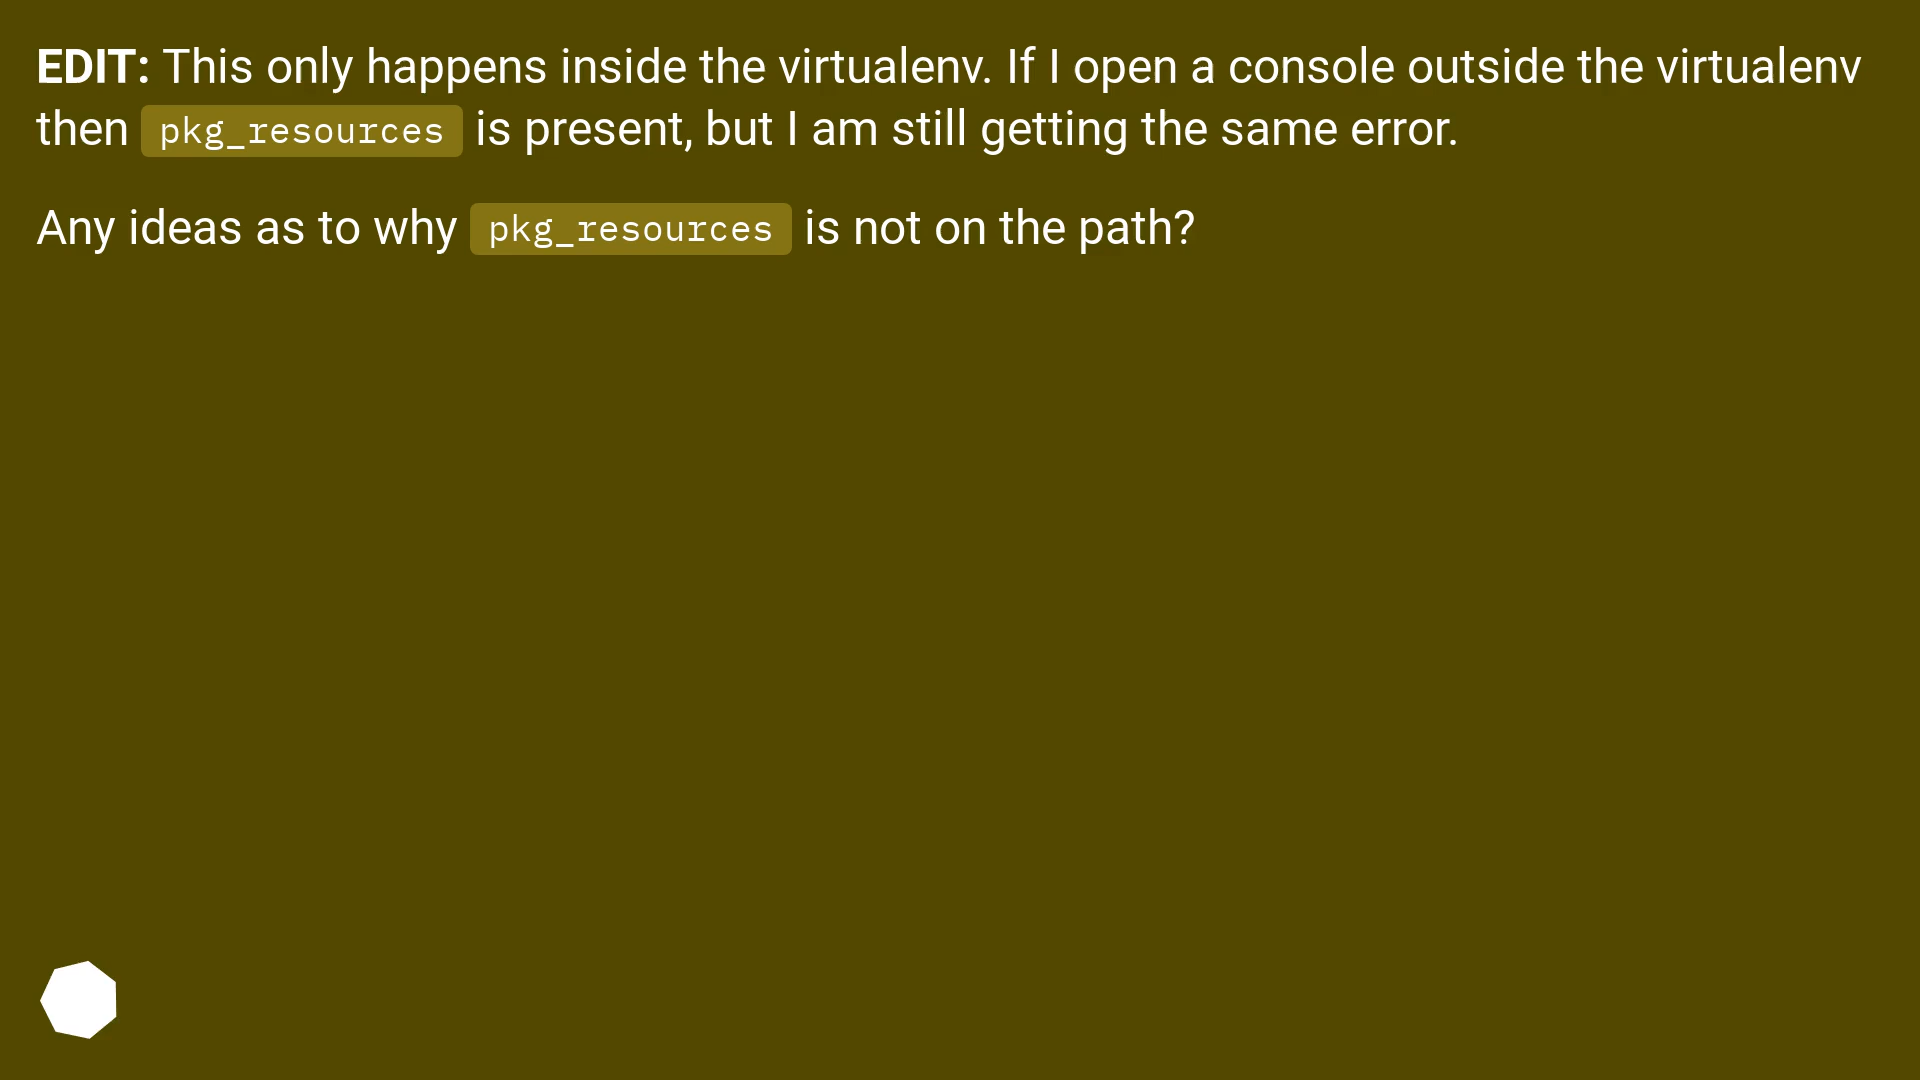 EDIT: This only happens inside the virtualenv. If I open a console outside the virtualenv
then pkg_resources is present, but I am still getting the same error.
Any ideas as to why pkg_resources is not on the path?